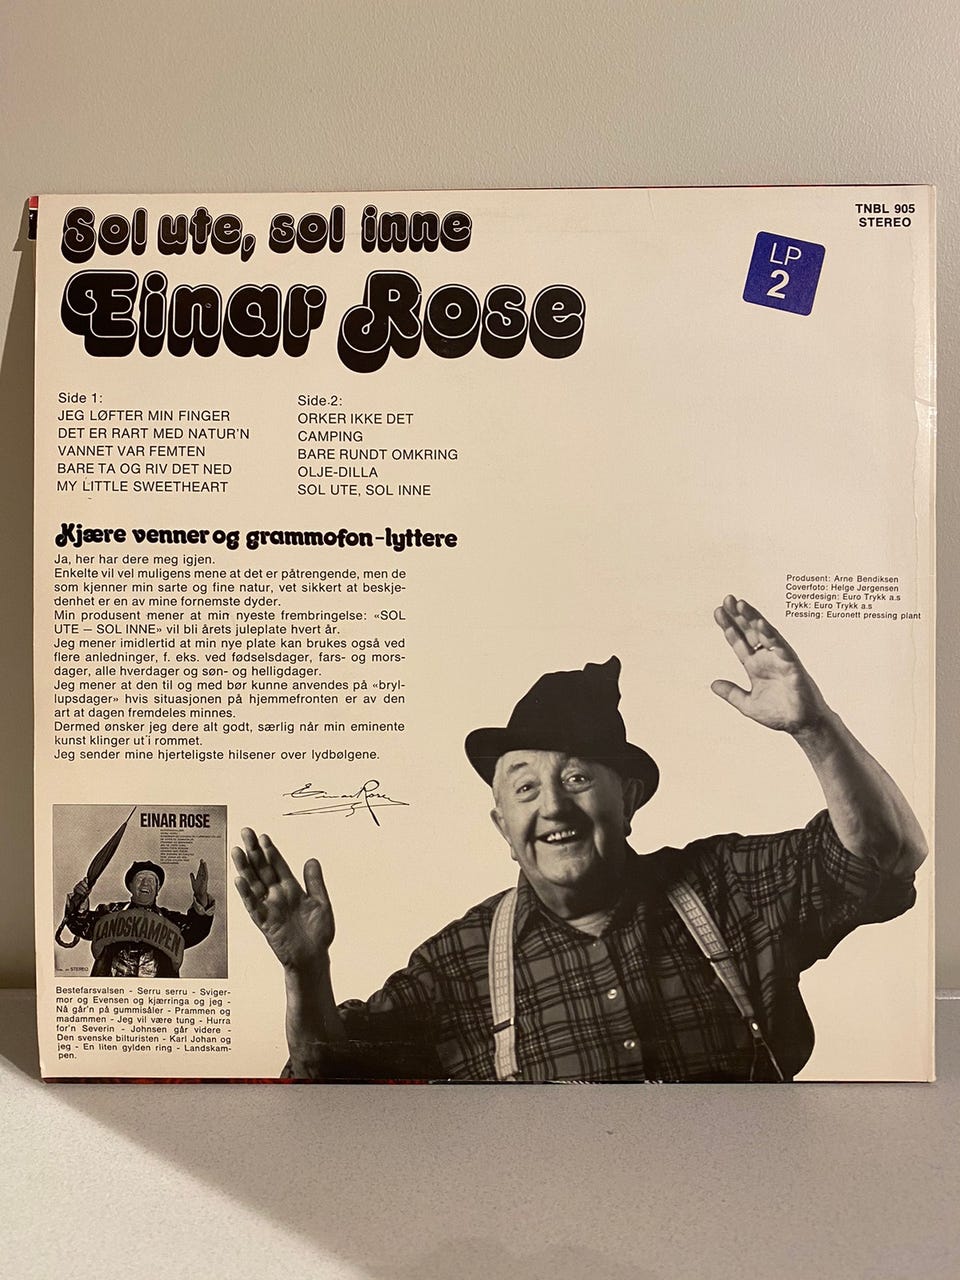 Sol ute, sol inne
Einar Rose
TNBL 905
STEREO
LP
2
Side 1:
JEG LØFTER MIN FINGER
DET ER RART MED NATUR'N
VANNET VAR FEMTEN
BARE TA OG RIV DET NED
MY LITTLE SWEETHEART
Side 2:
ORKER IKKE DET
CAMPING
BARE RUNDT OMKRING
OLJE-DILLA
SOL UTE, SOL INNE
Kjære venner og grammofon-lyttere
Ja, her har dere meg igjen.
Enkelte vil vel muligens mene at det er påtrengende, men de
som kjenner min sarte og fine natur, vet sikkert at beskje-
denhet er en av mine fornemste dyder.
Min produsent mener at min nyeste frembringelse: «SOL
UTE – SOL INNE» vil bli årets juleplate hvert år.
Jeg mener imidlertid at min nye plate kan brukes også ved
flere anledninger, f. eks. ved fødselsdager, fars- og mors-
dager, alle hverdager og søn- og helligdager.
Jeg mener at den til og med bør kunne anvendes på «bryl-
lupsdager» hvis situasjonen på hjemmefronten er av den
art at dagen fremdeles minnes.
Dermed ønsker jeg dere alt godt, særlig når min eminente
kunst klinger ut i rommet.
Jeg sender mine hjerteligste hilsener over lydbølgene.
Einar Rose
Produsent: Arne Bendiksen
Coverfoto: Helge Jørgensen
Coverdesign: Euro Trykk a.s
Trykk: Euro Trykk a.s
Pressing: Euronett pressing plant
EINAR ROSE
LANDSKAMPEN
STEREO
Bestefarsvalsen - Serru serru - Sviger-
mor og Evensen og kjærringa og jeg -
Nå går'n på gummisåler - Prammen og
madammen - Jeg vil være tung - Hurra
for'n Severin - Johnsen går videre -
Den svenske bilturisten - Karl Johan og
jeg - En liten gylden ring - Landskam-
pen.